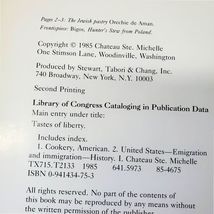 Pages 2-3: The Jewish pastry Orechie de Aman.
Frontispiece: Bigos, Hunter's Stew from Poland.
Copyright © 1985 Chateau Ste. Michelle
One Stimson Lane, Woodinville, Washington
Produced by Stewart, Tabori & Chang, Inc.
740 Broadway, New York, N.Y. 10003
Second Printing
Library of Congress Cataloging in Publication Data
Main entry under title:
Tastes of liberty.
Includes index.
1. Cookery, American. 2. United States—Emigration
and immigration—History. I. Chateau Ste. Michelle
TX715.T2133 1985 641.5973 85-4675
ISBN 0-941434-75-3
All rights reserved. No part of the contents of
this book may be reproduced by any means without
the written permission of the publisher.